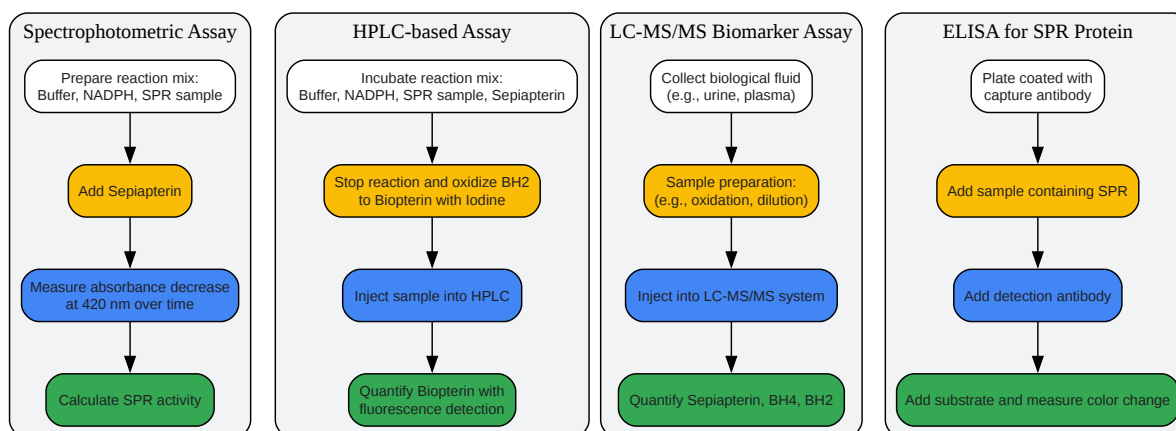 Spectrophotometric Assay
Prepare reaction mix:
Buffer, NADPH, SPR sample
Add Sepiapterin
Measure absorbance decrease
at 420 nm over time
Calculate SPR activity
HPLC-based Assay
Incubate reaction mix:
Buffer, NADPH, SPR sample, Sepiapterin
Stop reaction and oxidize BH2
to Biopterin with Iodine
Inject sample into HPLC
Quantify Biopterin with
fluorescence detection
LC-MS/MS Biomarker Assay
Collect biological fluid
(e.g., urine, plasma)
Sample preparation:
(e.g., oxidation, dilution)
Inject into LC-MS/MS system
Quantify Sepiapterin, BH4, BH2
ELISA for SPR Protein
Plate coated with
capture antibody
Add sample containing SPR
Add detection antibody
Add substrate and measure color change